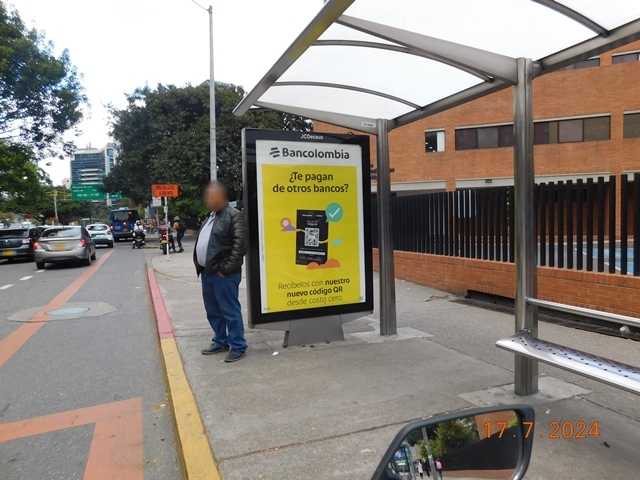 JCDecaux
Bancolombia
¿Te pagan
de otros bancos?
Recíbelos con nuestro
nuevo código QR
desde costo cero.
17. 7. 2024